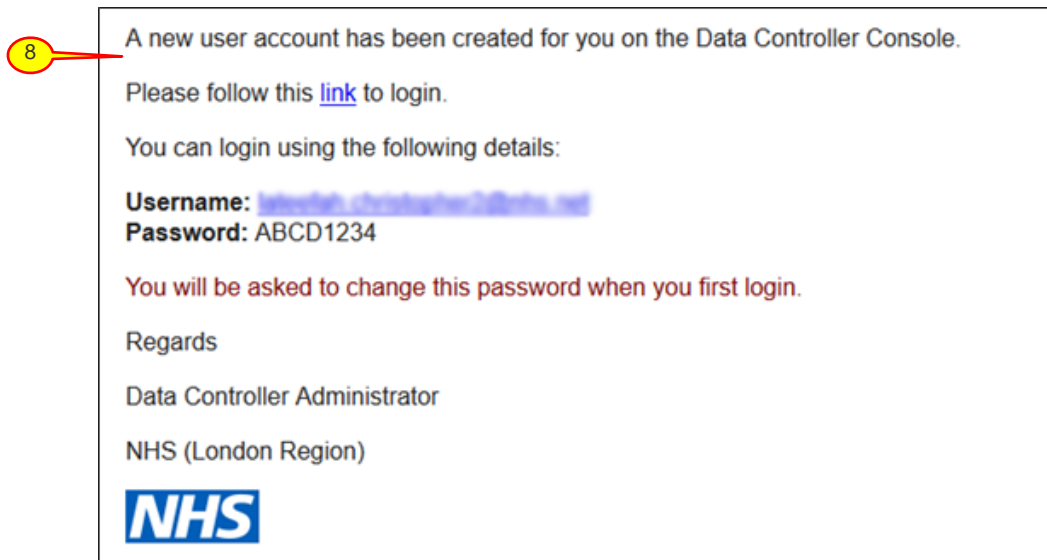 8
A new user account has been created for you on the Data Controller Console.
Please follow this link to login.
You can login using the following details:
Username:
Password: ABCD1234
You will be asked to change this password when you first login.
Regards
Data Controller Administrator
NHS (London Region)
NHS